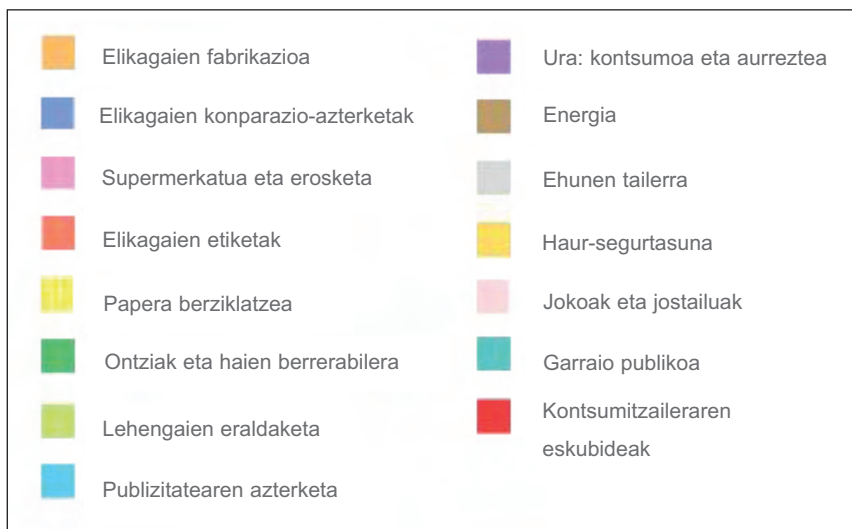 Elikagaien fabrikazioa
Elikagaien konparazio-azterketak
Supermerkatua eta erosketa
Elikagaien etiketak
Papera berziklatzea
Ontziak eta haien berrerabilera
Lehengaien eraldaketa
Publizitatearen azterketa
Ura: kontsumoa eta aurreztea
Energia
Ehunen tailerra
Haur-segurtasuna
Jokoak eta jostailuak
Garraio publikoa
Kontsumitzaileraren
eskubideak